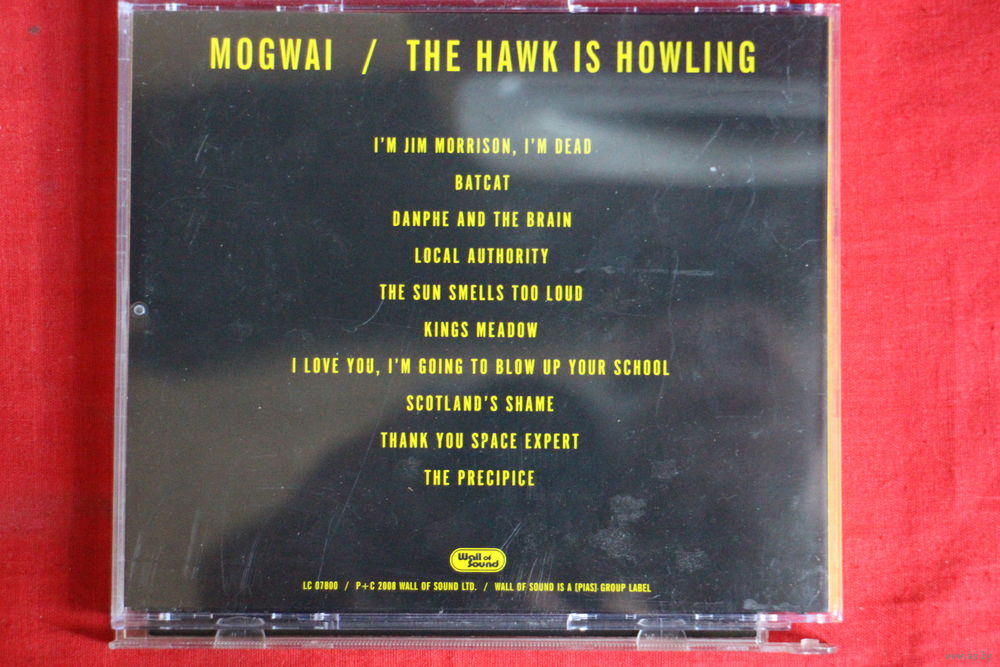 MOGWAI / THE HAWK IS HOWLING
I'M JIM MORRISON, I'M DEAD
BATCAT
DANPHE AND THE BRAIN
LOCAL AUTHORITY
THE SUN SMELLS TOO LOUD
KINGS MEADOW
I LOVE YOU, I'M GOING TO BLOW UP YOUR SCHOOL
SCOTLAND'S SHAME
THANK YOU SPACE EXPERT
THE PRECIPICE
Wall of
Sound
LC 07800 / P+C 2008 WALL OF SOUND LTD. / WALL OF SOUND IS A [PIAS] GROUP LABEL